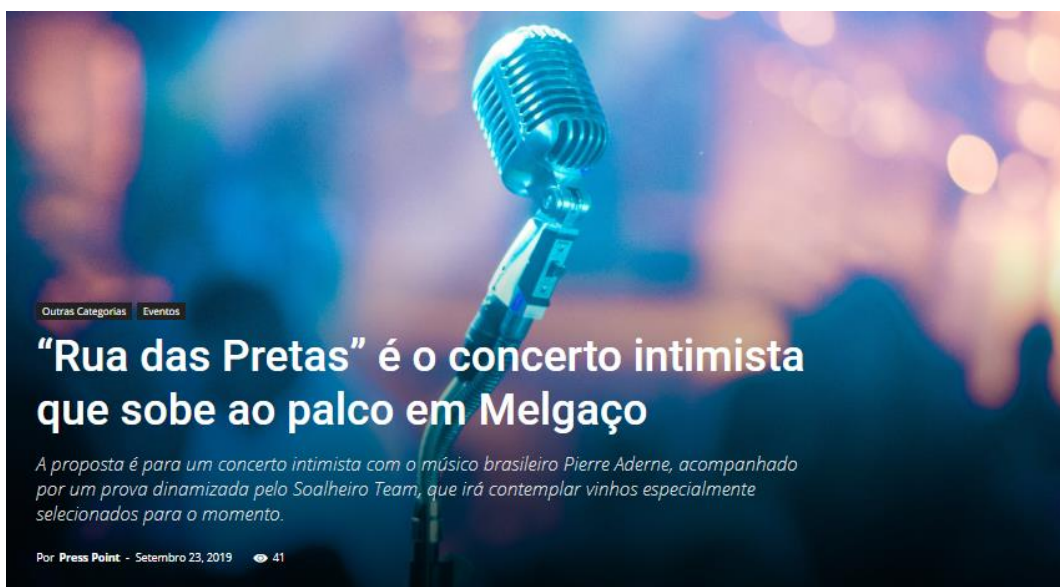 Outras Categorias Eventos
“Rua das Pretas” é o concerto intimista
que sobe ao palco em Melgaço
A proposta é para um concerto intimista com o músico brasileiro Pierre Aderne, acompanhado
por um prova dinamizada pelo Soalheiro Team, que irá contemplar vinhos especialmente
selecionados para o momento.
Por Press Point - Setembro 23, 2019 41